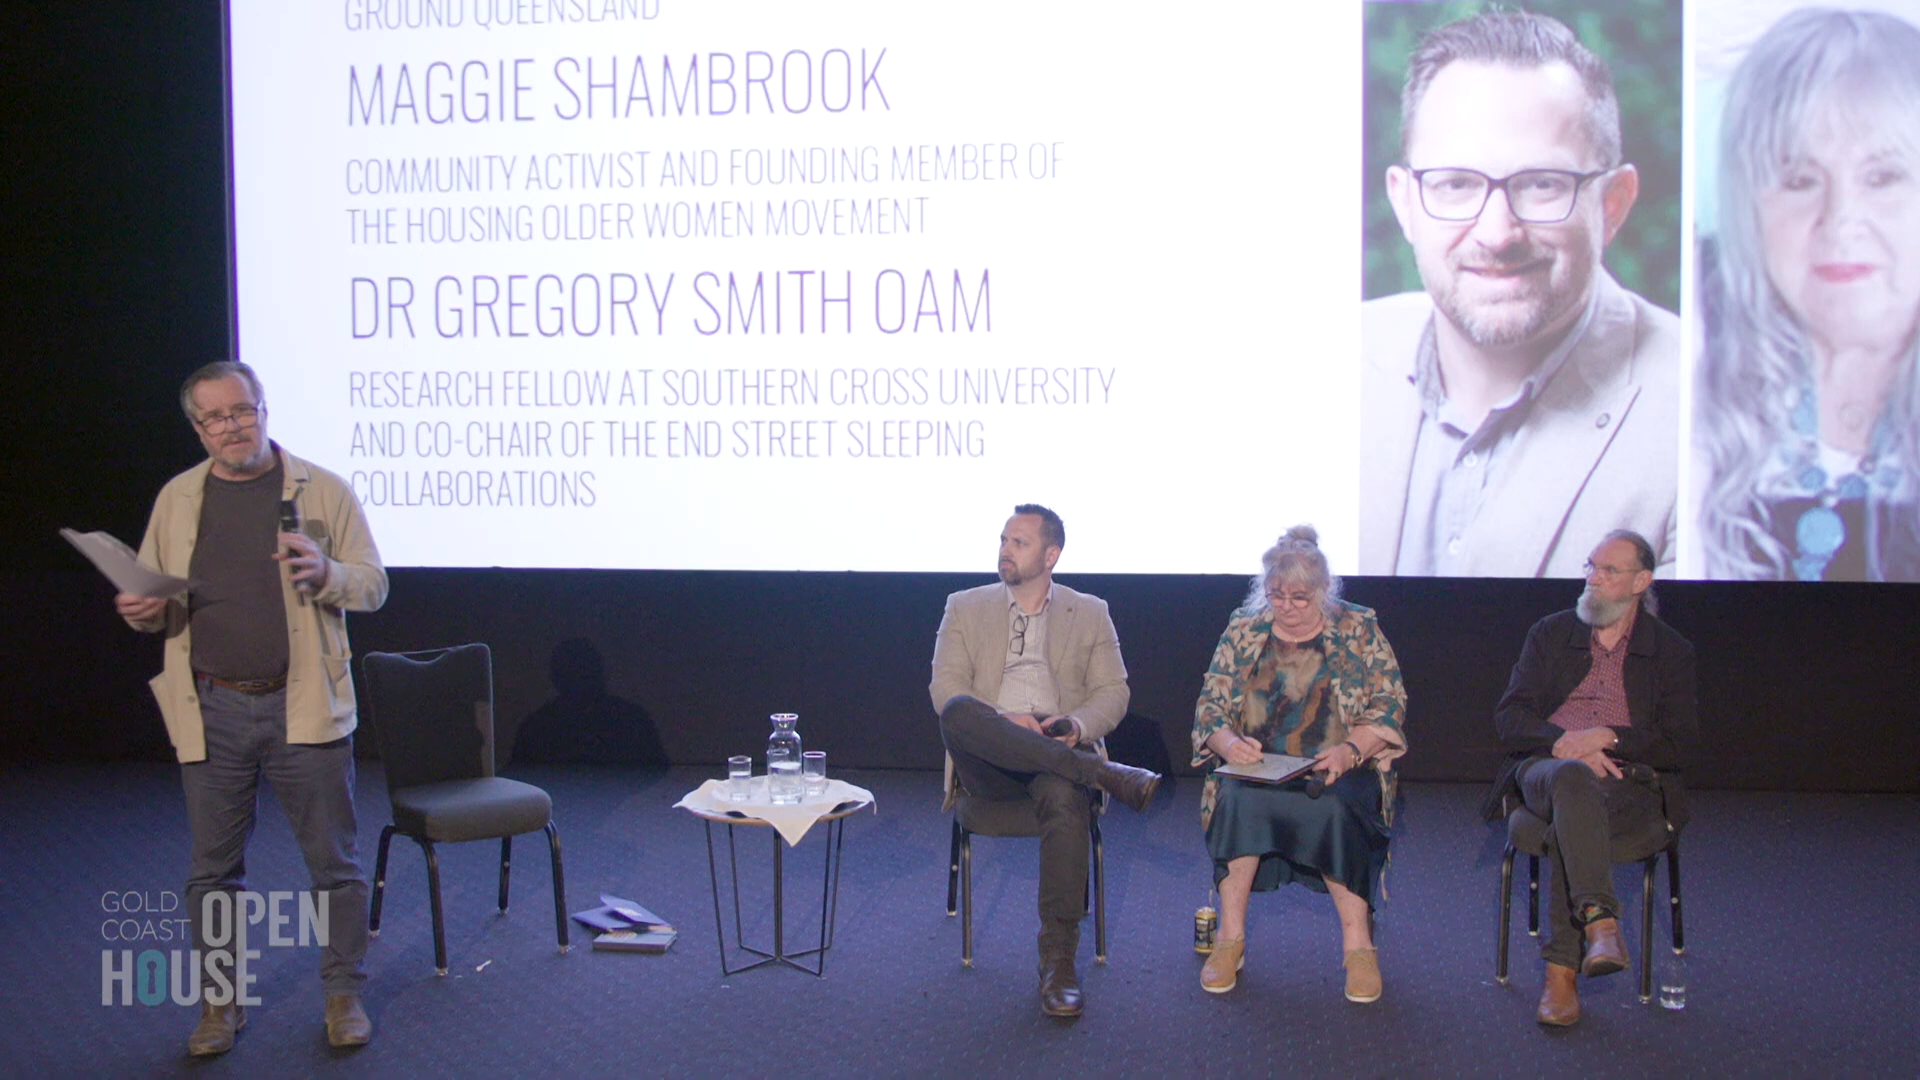 GROUND QUEENSLAND
MAGGIE SHAMBROOK
COMMUNITY ACTIVIST AND FOUNDING MEMBER OF
THE HOUSING OLDER WOMEN MOVEMENT
DR GREGORY SMITH OAM
RESEARCH FELLOW AT SOUTHERN CROSS UNIVERSITY
AND CO-CHAIR OF THE END STREET SLEEPING
COLLABORATIONS
GOLD COAST OPEN
HOUSE